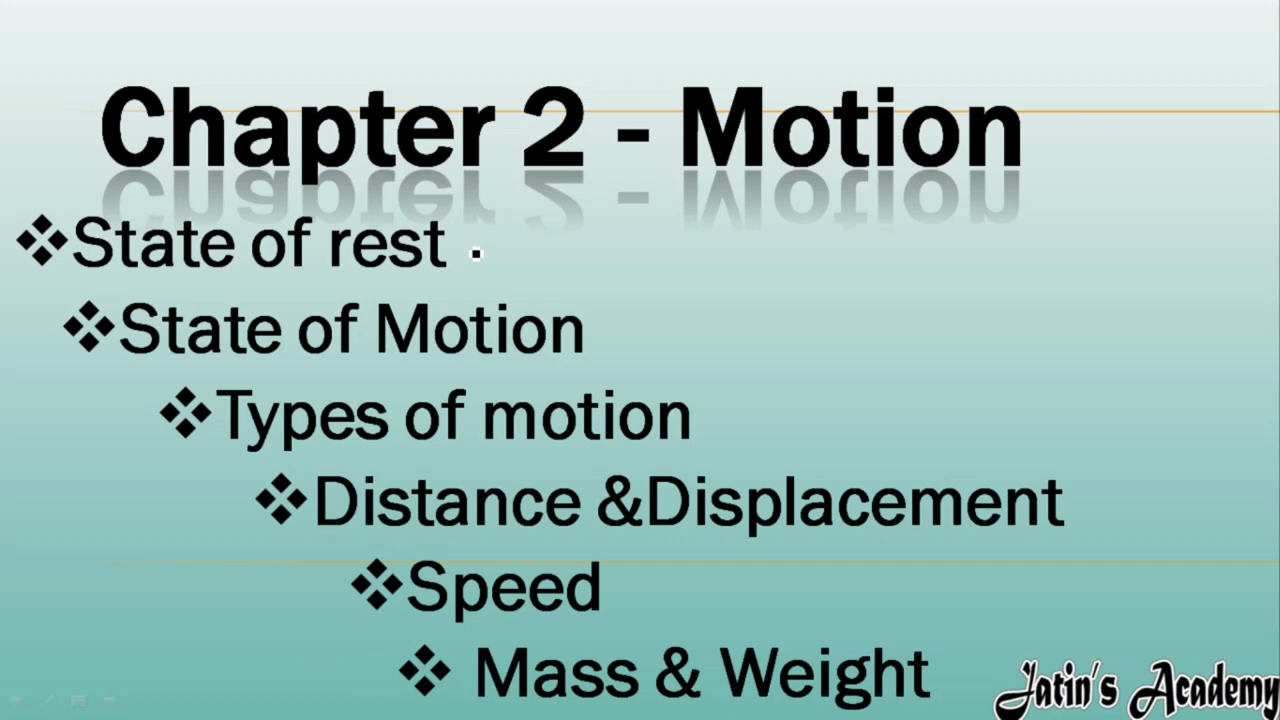 Chapter 2 - Motion
❖State of rest
❖State of Motion
❖Types of motion
❖Distance &Displacement
❖Speed
❖ Mass & Weight
Jatin's Academy